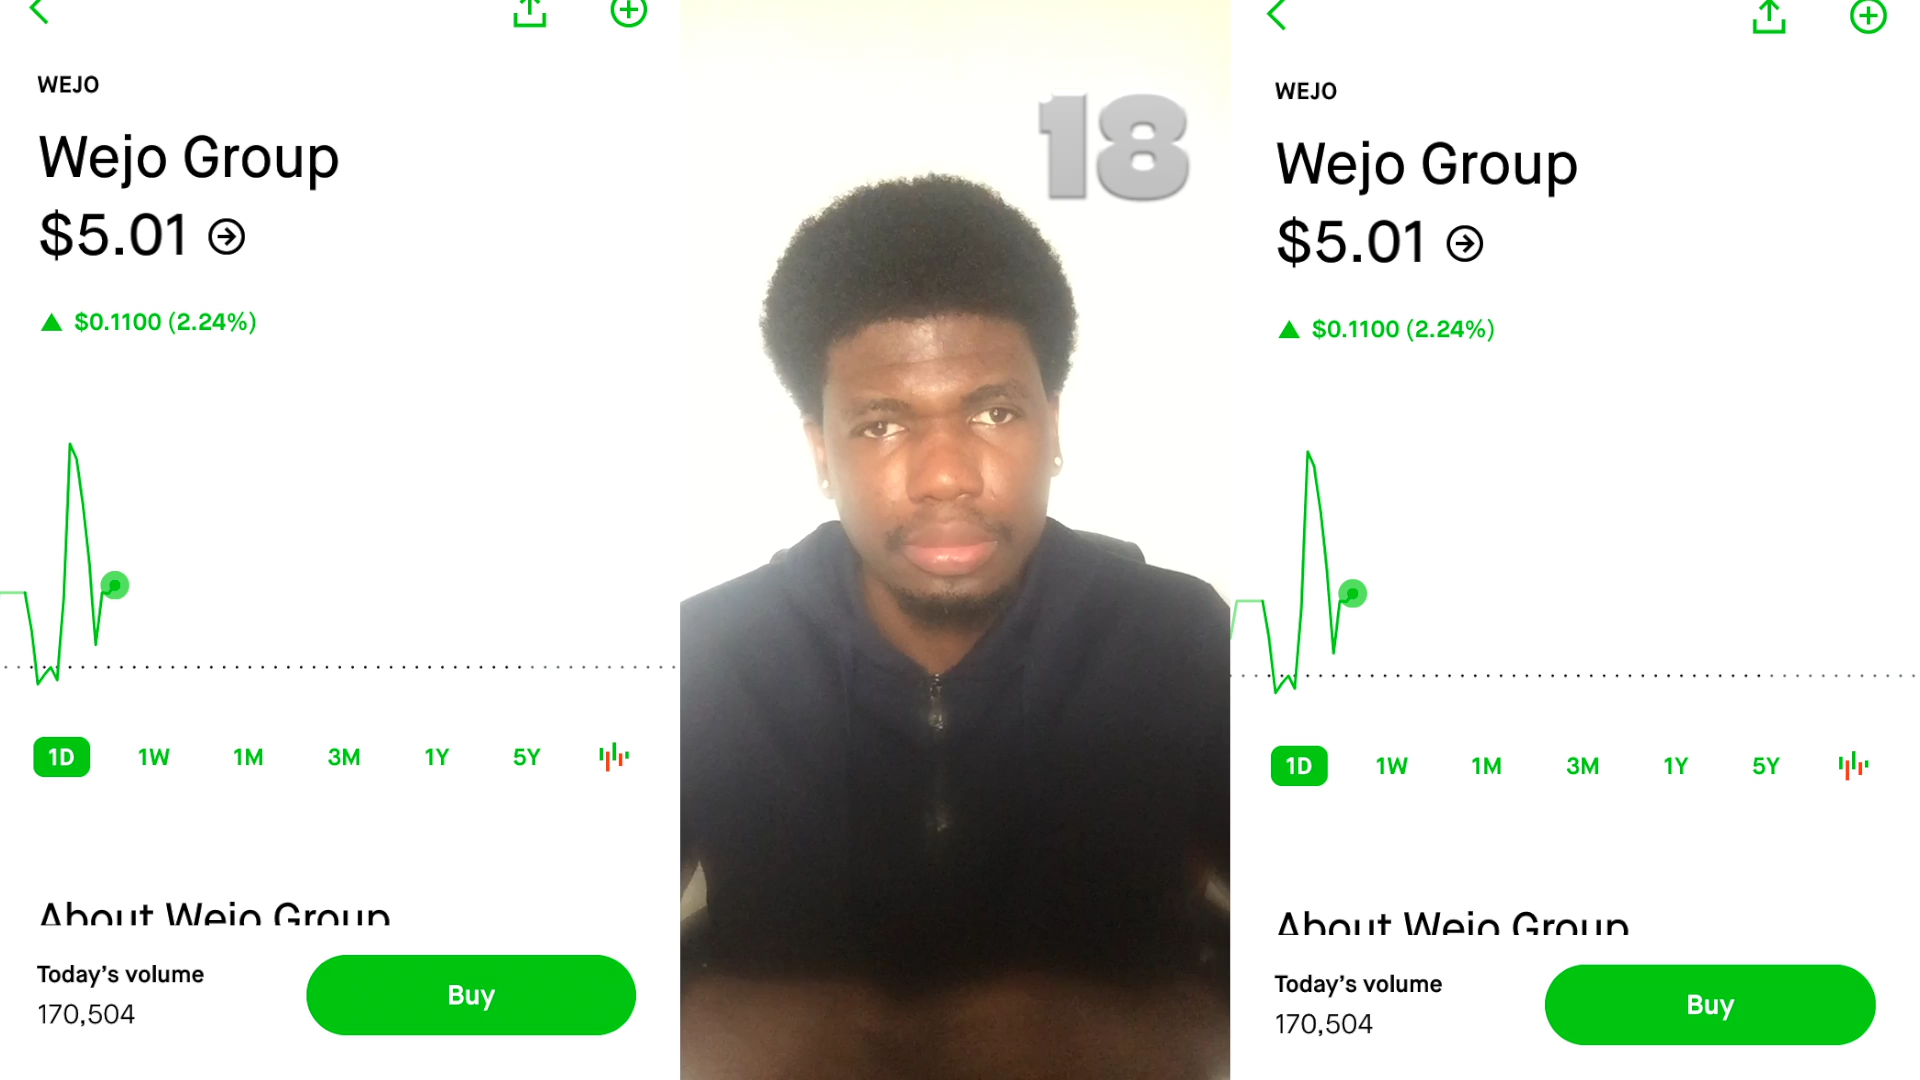 WEJO
Wejo Group
$5.01
$0.1100 (2.24%)
1D 1W 1M 3M 1Y 5Y
About Wejo Group
Today's volume
170,504
Buy
18
WEJO
Wejo Group
$5.01
$0.1100 (2.24%)
1D 1W 1M 3M 1Y 5Y
About Wejo Group
Today's volume
170,504
Buy